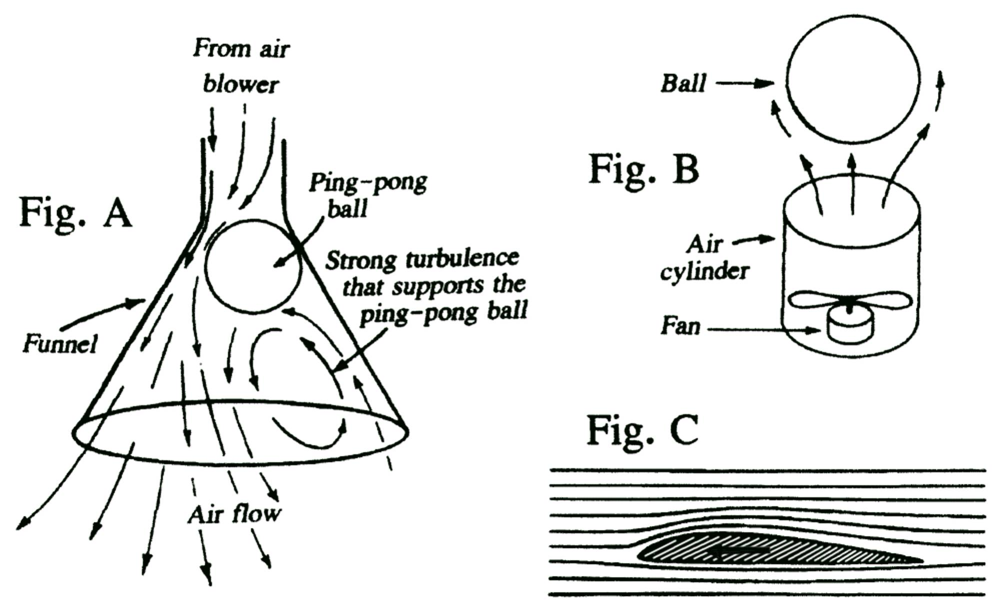 From air
blower
Fig. A
Ping-pong
ball
Strong turbulence
that supports the
ping-pong ball
Funnel
Air flow
Ball
Fig. B
Air
cylinder
Fan
Fig. C